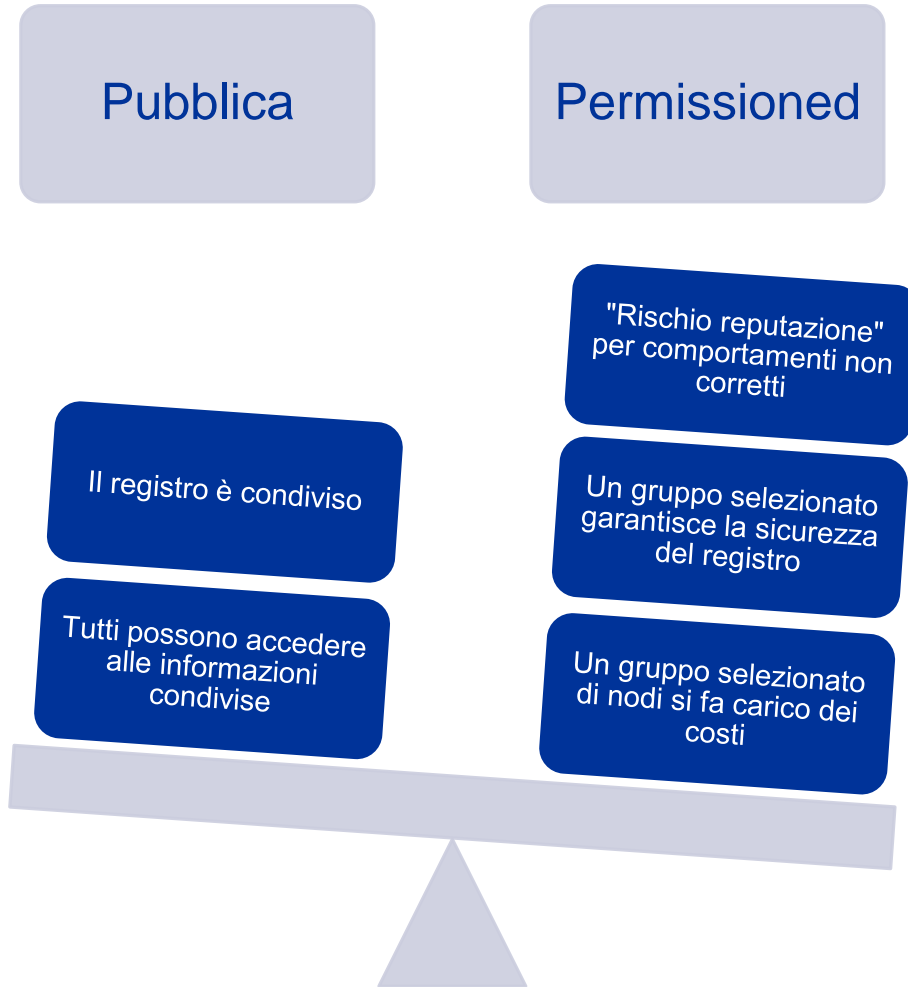 Pubblica
Permissioned
Il registro è condiviso
Tutti possono accedere
alle informazioni
condivise
"Rischio reputazione"
per comportamenti non
corretti
Un gruppo selezionato
garantisce la sicurezza
del registro
Un gruppo selezionato
di nodi si fa carico dei
costi